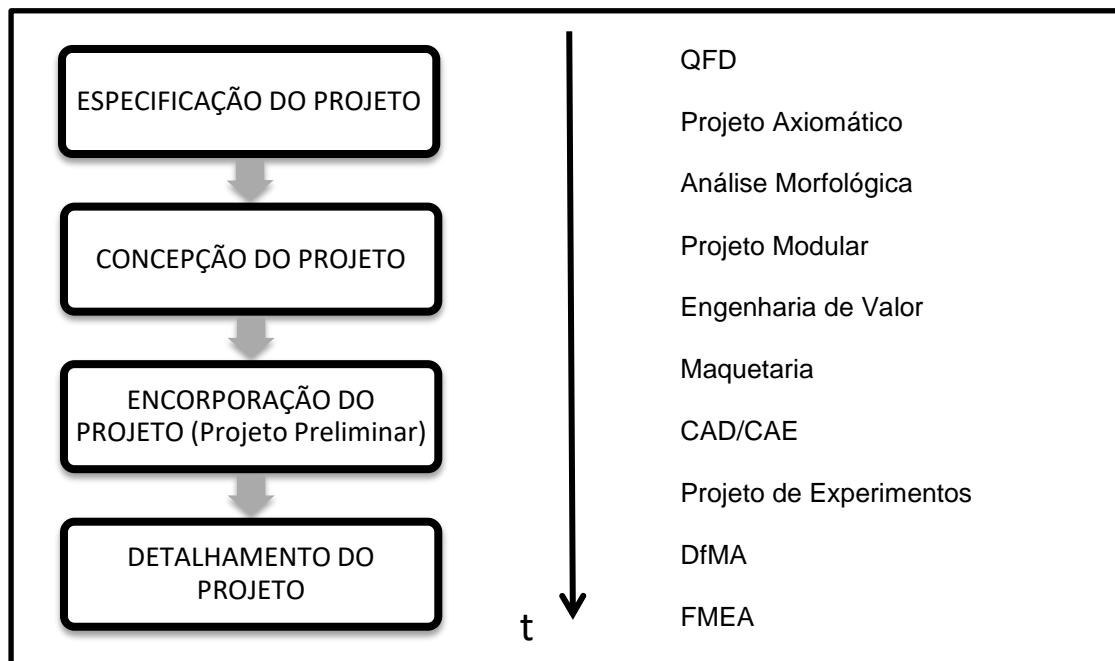 ESPECIFICAÇÃO DO PROJETO
CONCEPÇÃO DO PROJETO
ENCORPORAÇÃO DO
PROJETO (Projeto Preliminar)
DETALHAMENTO DO
PROJETO
t
QFD
Projeto Axiomático
Análise Morfológica
Projeto Modular
Engenharia de Valor
Maquetaria
CAD/CAE
Projeto de Experimentos
DfMA
FMEA